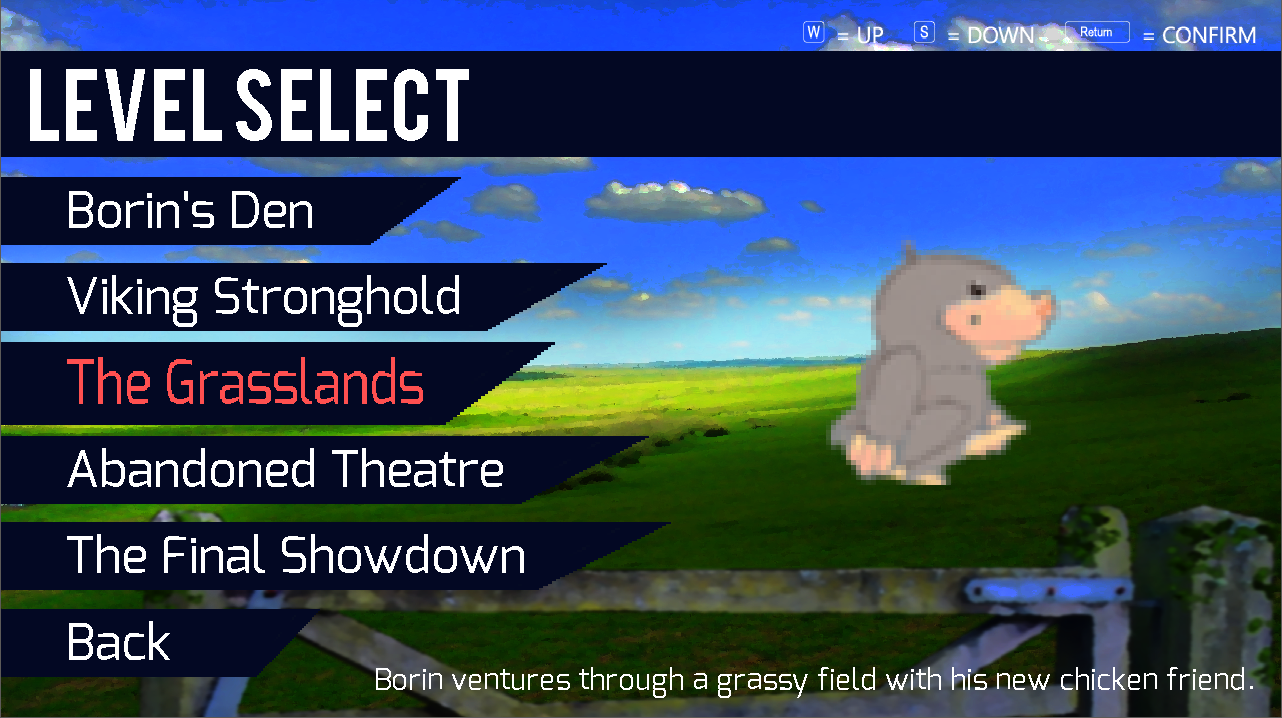 W = UP S = DOWN Return = CONFIRM
LEVEL SELECT
Borin's Den
Viking Stronghold
The Grasslands
Abandoned Theatre
The Final Showdown
Back
Borin ventures through a grassy field with his new chicken friend.